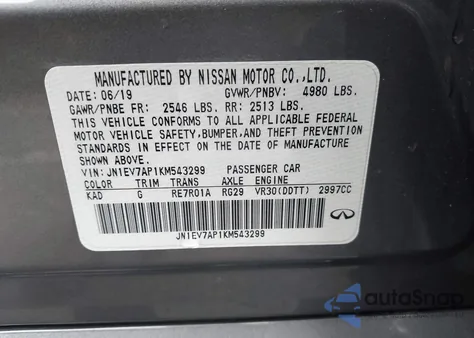 MANUFACTURED BY NISSAN MOTOR CO.,LTD.
DATE: 06/19 GVWR/PNBV: 4980 LBS.
GAWR/PNBE FR: 2546 LBS. RR: 2513 LBS.
THIS VEHICLE CONFORMS TO ALL APPLICABLE FEDERAL
MOTOR VEHICLE SAFETY,BUMPER,AND THEFT PREVENTION
STANDARDS IN EFFECT ON THE DATE OF MANUFACTURE
SHOWN ABOVE.
VIN: JN1EV7AP1KM543299 PASSENGER CAR
COLOR TRIM TRANS AXLE ENGINE
KAD G RE7R01A RG29 VR30(DDTT) 2997CC
JN1EV7AP1KM543299
autoSnap